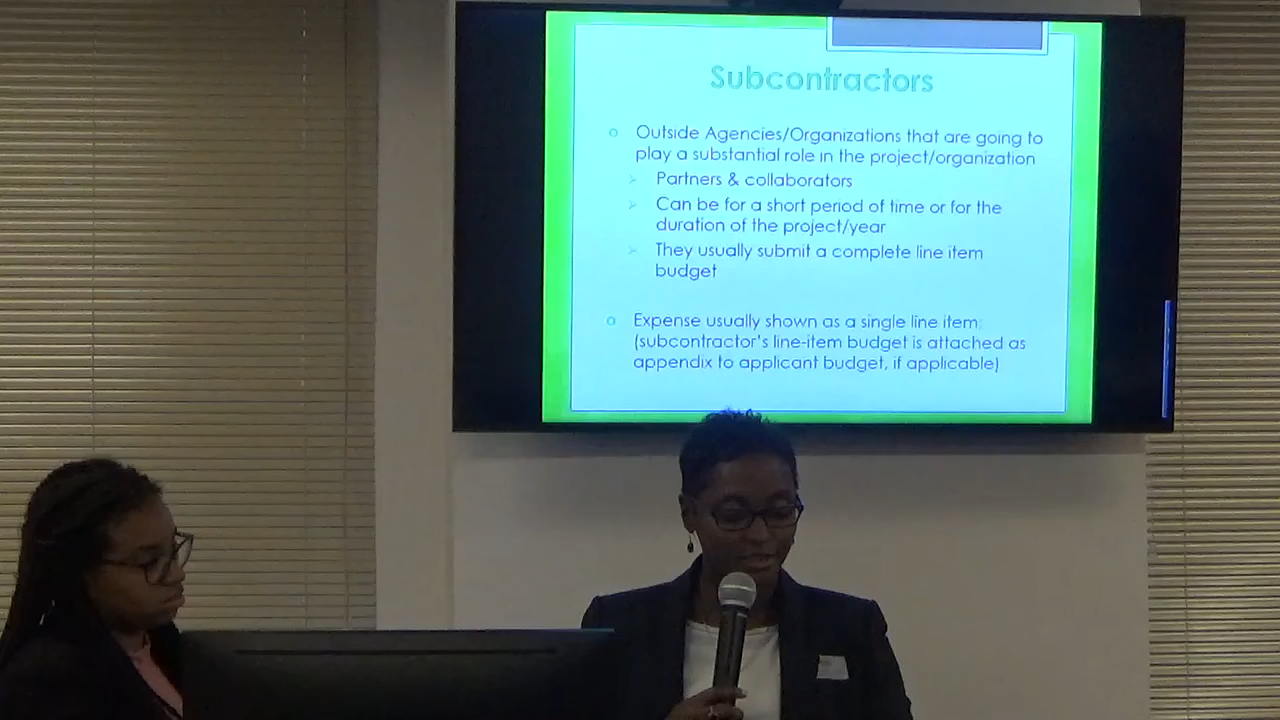 Subcontractors
Outside Agencies/Organizations that are going to
play a substantial role in the project/organization
Partners & collaborators
Can be for a short period of time or for the
duration of the project/year
They usually submit a complete line item
budget
Expense usually shown as a single line item
(subcontractor's line-item budget is attached as
appendix to applicant budget, if applicable)